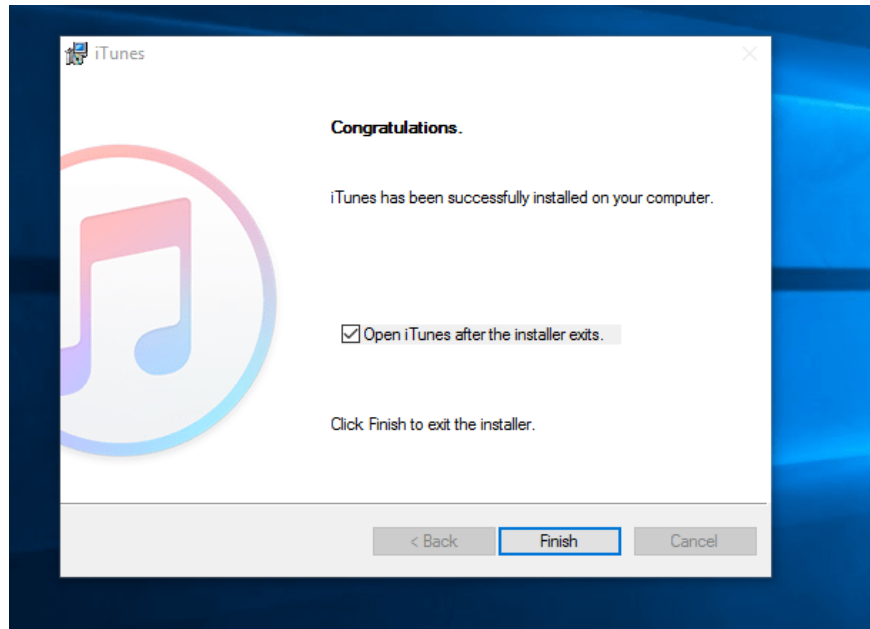 iTunes
Congratulations.
iTunes has been successfully installed on your computer.
Open iTunes after the installer exits.
Click Finish to exit the installer.
< Back
Finish
Cancel